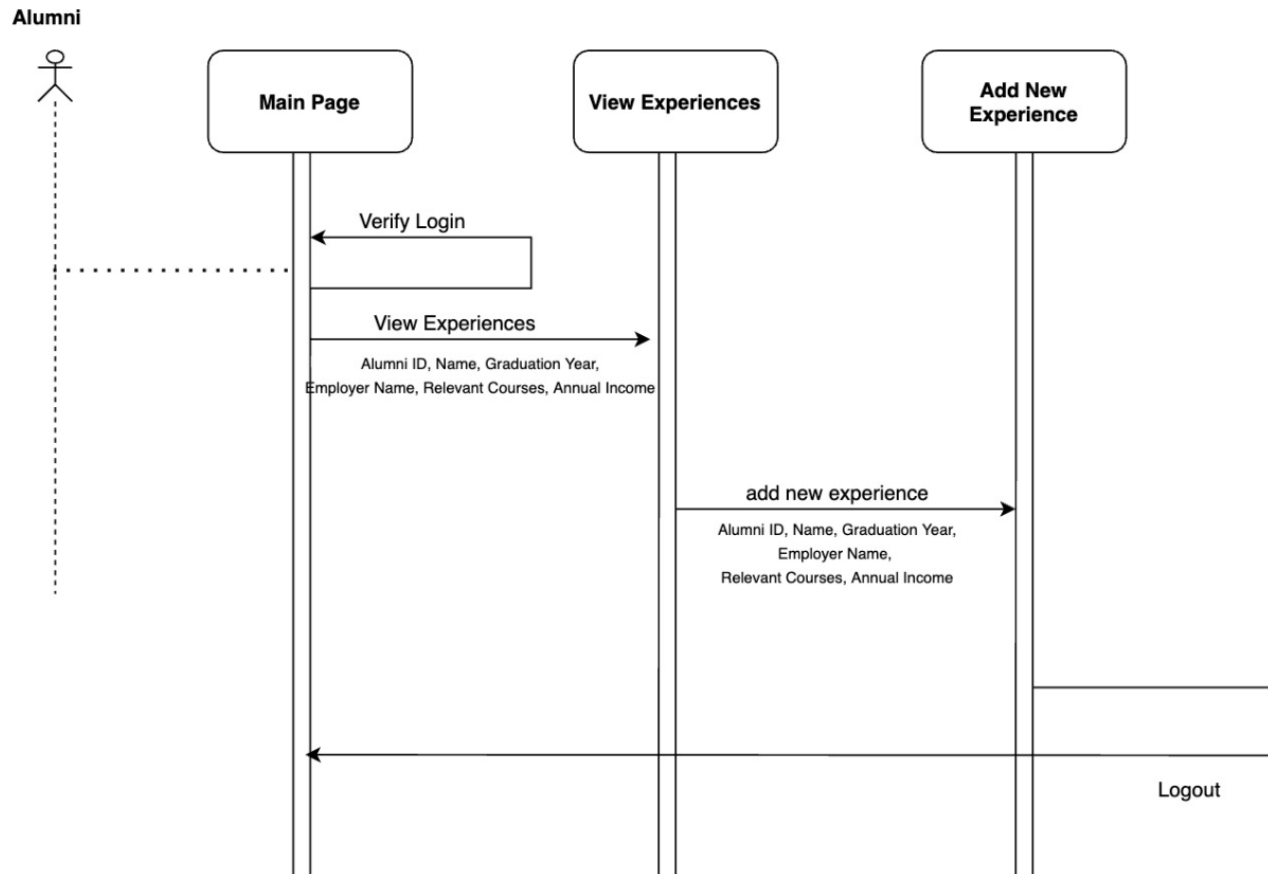 Alumni
Main Page
View Experiences
Add New
Experience
Verify Login
View Experiences
Alumni ID, Name, Graduation Year,
Employer Name, Relevant Courses, Annual Income
add new experience
Alumni ID, Name, Graduation Year,
Employer Name,
Relevant Courses, Annual Income
Logout